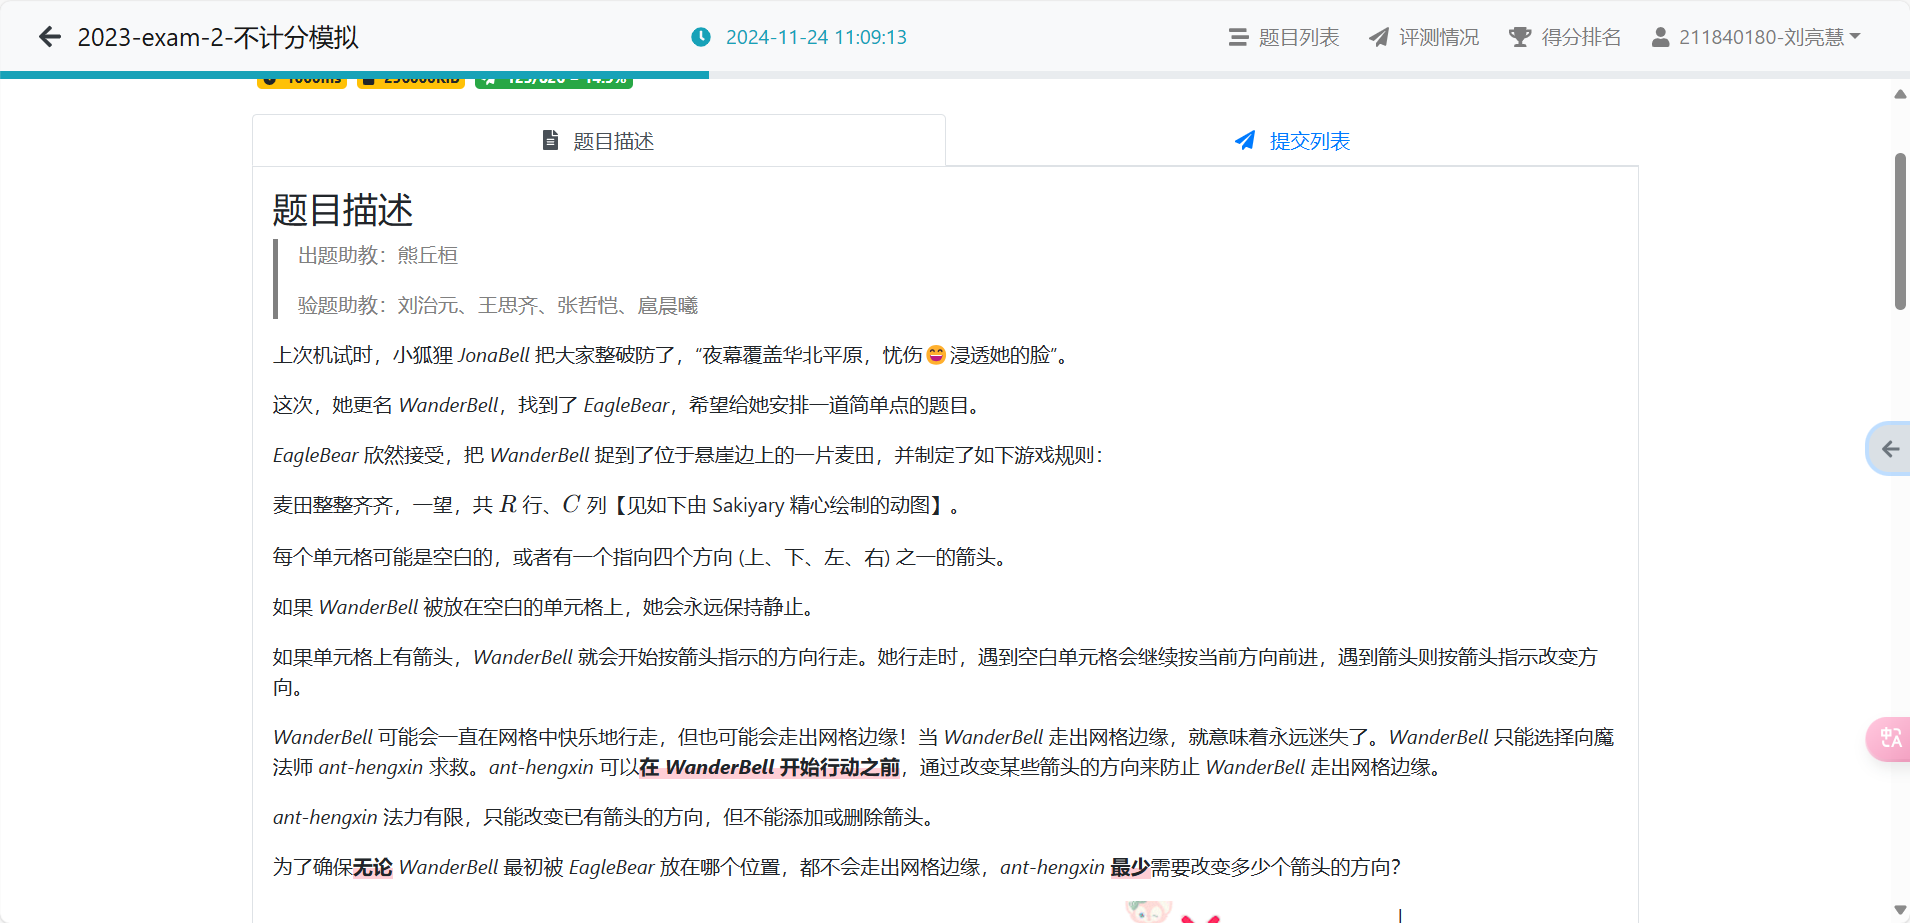 2023-exam-2-不计分模拟
2024-11-24 11:09:13
题目列表
评测情况
得分排名
211840180-刘亮慧
题目描述
提交列表
题目描述
出题助教：熊丘桓
验题助教：刘治元、王思齐、张哲恺、扈晨曦
上次机试时，小狐狸 JonaBell 把大家整破防了，“夜幕覆盖华北平原，忧伤😄浸透她的脸”。
这次，她更名 WanderBell，找到了 EagleBear，希望给她安排一道简单点的题目。
EagleBear 欣然接受，把 WanderBell 捉到了位于悬崖边上的一片麦田，并制定了如下游戏规则：
麦田整整齐齐，一望，共 R 行、C 列【见如下由 Sakiyary 精心绘制的动图】。
每个单元格可能是空白的，或者有一个指向四个方向 (上、下、左、右) 之一的箭头。
如果 WanderBell 被放在空白的单元格上，她会永远保持静止。
如果单元格上有箭头，WanderBell 就会开始按箭头指示的方向行走。她行走时，遇到空白单元格会继续按当前方向前进，遇到箭头则按箭头指示改变方
向。
WanderBell 可能会一直在网格中快乐地行走，但也可能会走出网格边缘！当 WanderBell 走出网格边缘，就意味着永远迷失了。WanderBell 只能选择向魔
法师 ant-hengxin 求救。ant-hengxin 可以在 WanderBell 开始行动之前，通过改变某些箭头的方向来防止 WanderBell 走出网格边缘。
ant-hengxin 法力有限，只能改变已有箭头的方向，但不能添加或删除箭头。
为了确保无论 WanderBell 最初被 EagleBear 放在哪个位置，都不会走出网格边缘，ant-hengxin 最少需要改变多少个箭头的方向？